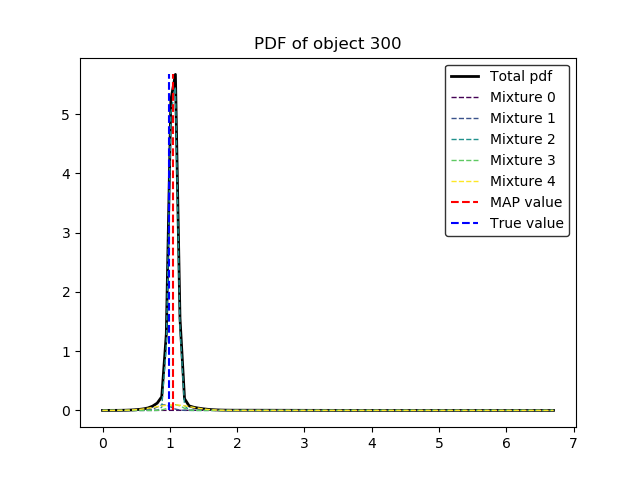 PDF of object 300
Total pdf
Mixture 0
Mixture 1
Mixture 2
Mixture 3
Mixture 4
MAP value
True value
5
4
3
2
1
0
0 1 2 3 4 5 6 7